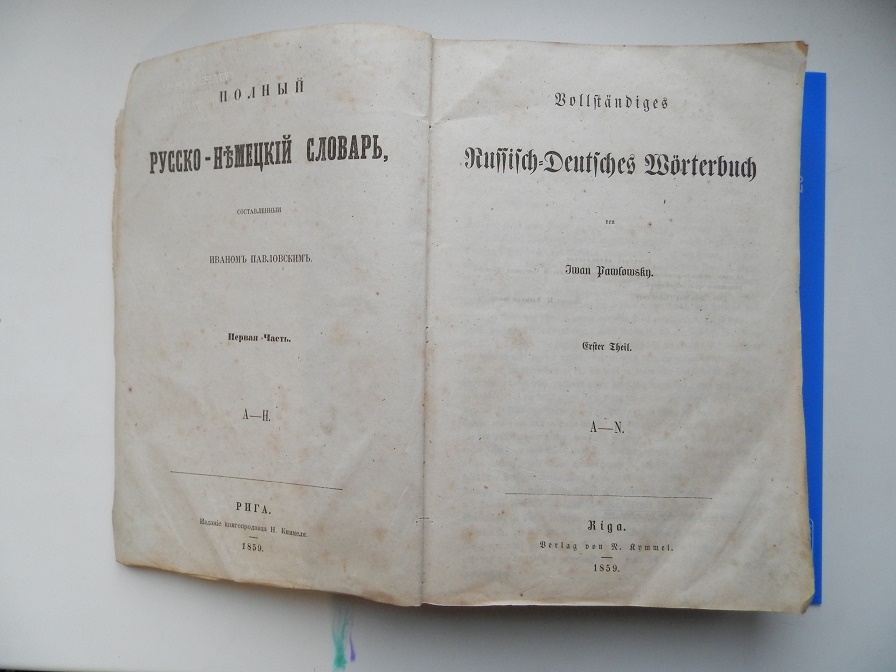 ПОЛНЫЙ
РУССКО-НѢМЕЦКІЙ СЛОВАРЬ,
СОСТАВЛЕННЫЙ
ИВАНОМЪ ПАВЛОВСКИМЪ.
Первая Часть.
А—Н.
РИГА.
Изданіе книгопродавца Н. Киммеля
1859.
Vollständiges
Russisch-Deutsches Wörterbuch
von
Iwan Pawlowsky.
Erster Theil.
A—N.
Riga.
Verlag von N. Kymmel.
1859.